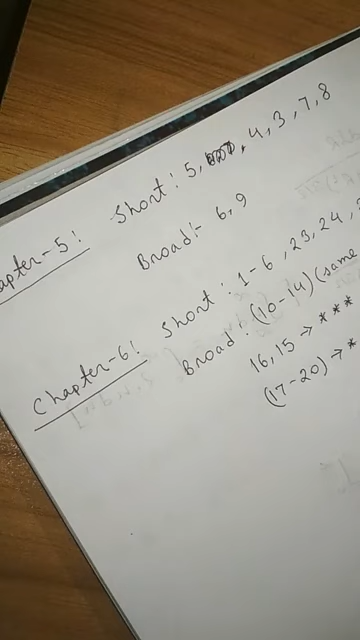 apter-5: Short: 5, , 4, 3, 7, 8
Broad:- 6, 9
Chapter-6: Short: 1-6, 23, 24,
Broad: (10-14) (same
16, 15 → ***
(17-20) → *